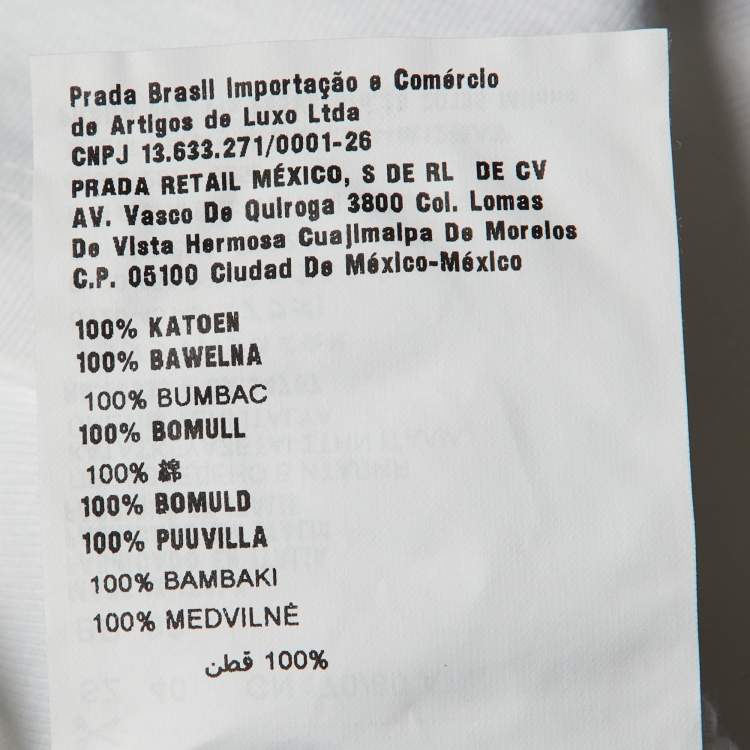 Prada Brasil Importação e Comércio
de Artigos de Luxo Ltda
CNPJ 13.633.271/0001-26
PRADA RETAIL MÉXICO, S DE RL DE CV
AV. Vasco De Quiroga 3800 Col. Lomas
De Vista Hermosa Cuajimalpa De Morelos
C.P. 05100 Ciudad De México-México
100% KATOEN
100% BAWELNA
100% BUMBAC
100% BOMULL
100% 綿
100% BOMULD
100% PUUVILLA
100% BAMBAKI
100% MEDVILNĖ
100% قطن